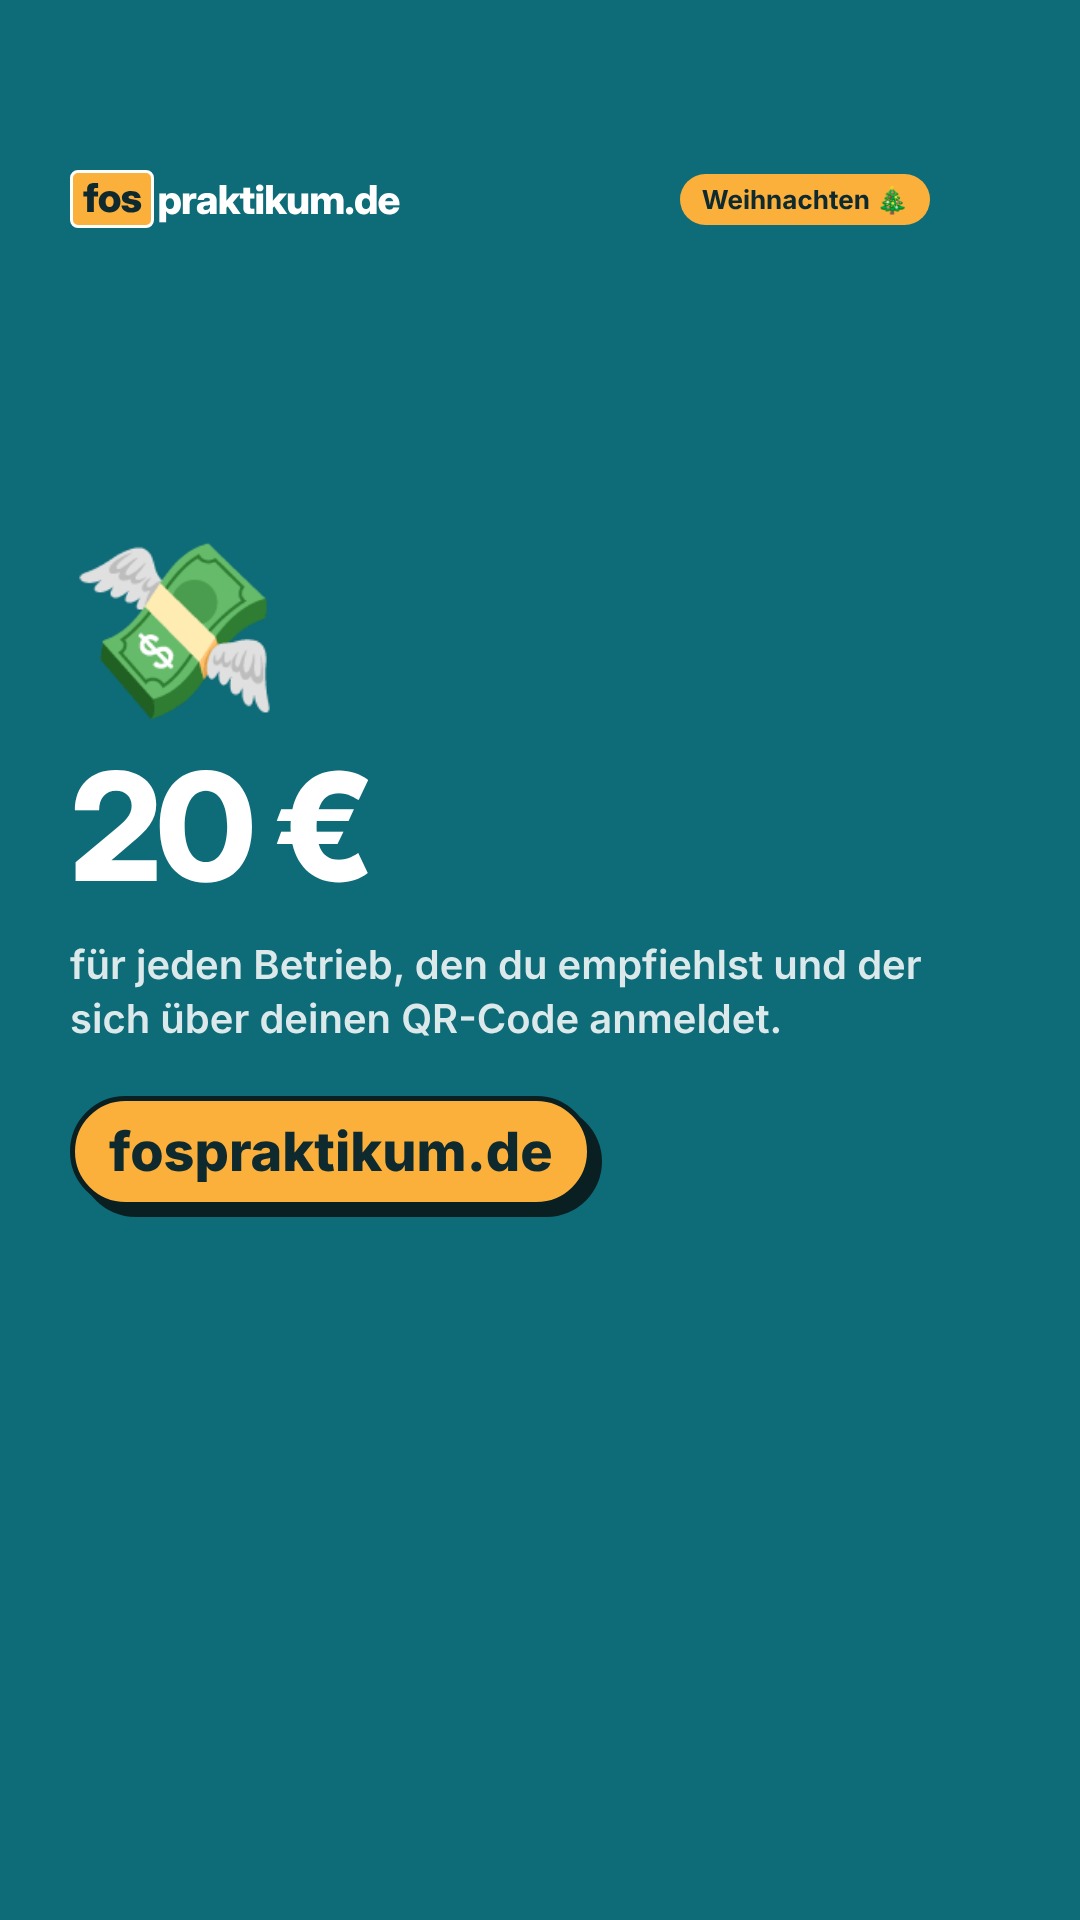 fospraktikum.de
Weihnachten 🎄
20 €
für jeden Betrieb, den du empfiehlst und der
sich über deinen QR-Code anmeldet.
fospraktikum.de